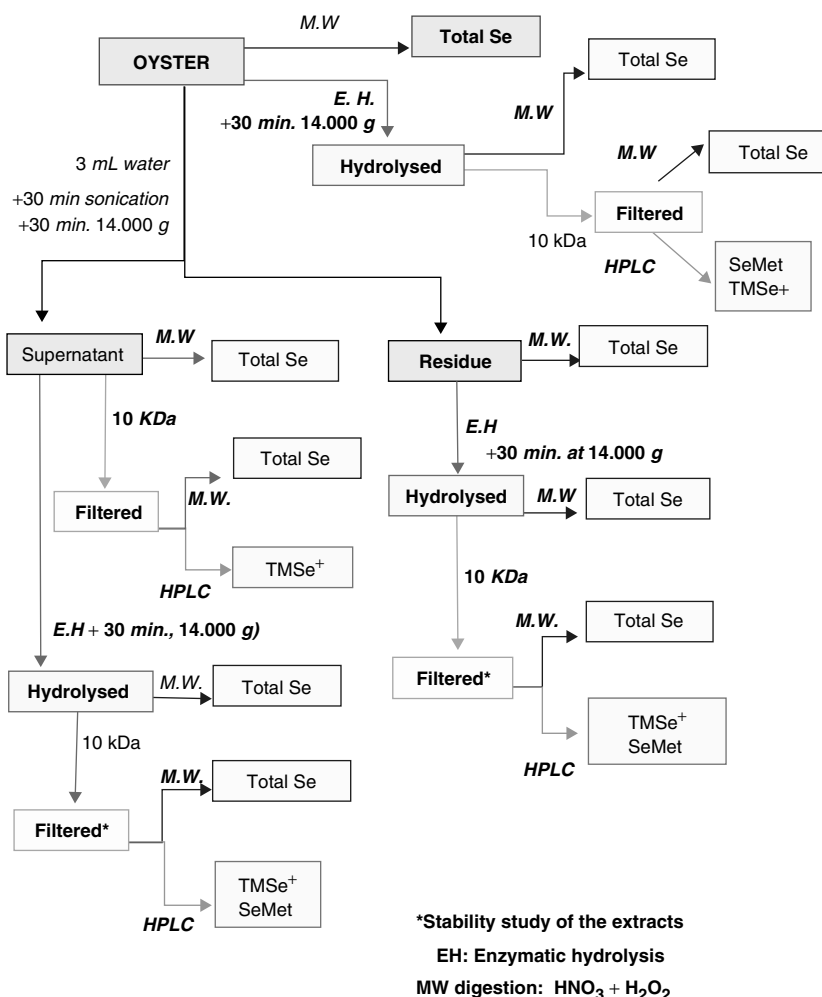 M.W
Total Se
OYSTER
Total Se
E. H.
+30 min. 14.000 g
M.W
3 mL water
Hydrolysed
M.W
Total Se
+30 min sonication
+30 min. 14.000 g
Filtered
10 kDa
HPLC
SeMet
TMSe+
Supernatant
M.W
Total Se
Residue
M.W.
Total Se
10 KDa
E.H
+30 min. at 14.000 g
Total Se
Filtered
M.W.
Hydrolysed
M.W
Total Se
TMSe⁺
HPLC
10 KDa
E.H + 30 min., 14.000 g)
M.W.
Total Se
Hydrolysed
M.W.
Total Se
Filtered*
10 kDa
TMSe⁺
SeMet
HPLC
M.W.
Total Se
Filtered*
TMSe⁺
SeMet
HPLC
*Stability study of the extracts
EH: Enzymatic hydrolysis
MW digestion: HNO₃ + H₂O₂